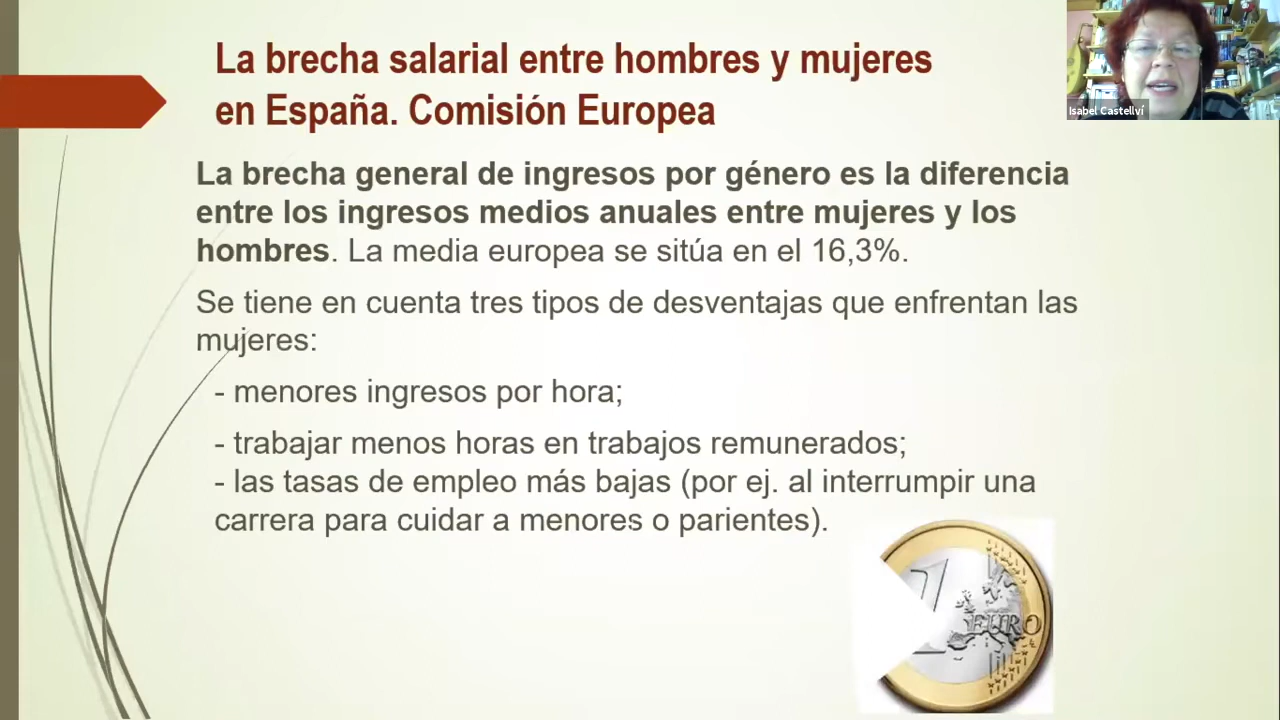 La brecha salarial entre hombres y mujeres
en España. Comisión Europea
Isabel Castellví
La brecha general de ingresos por género es la diferencia
entre los ingresos medios anuales entre mujeres y los
hombres. La media europea se sitúa en el 16,3%.
Se tiene en cuenta tres tipos de desventajas que enfrentan las
mujeres:
- menores ingresos por hora;
- trabajar menos horas en trabajos remunerados;
- las tasas de empleo más bajas (por ej. al interrumpir una
carrera para cuidar a menores o parientes).
1
EURO